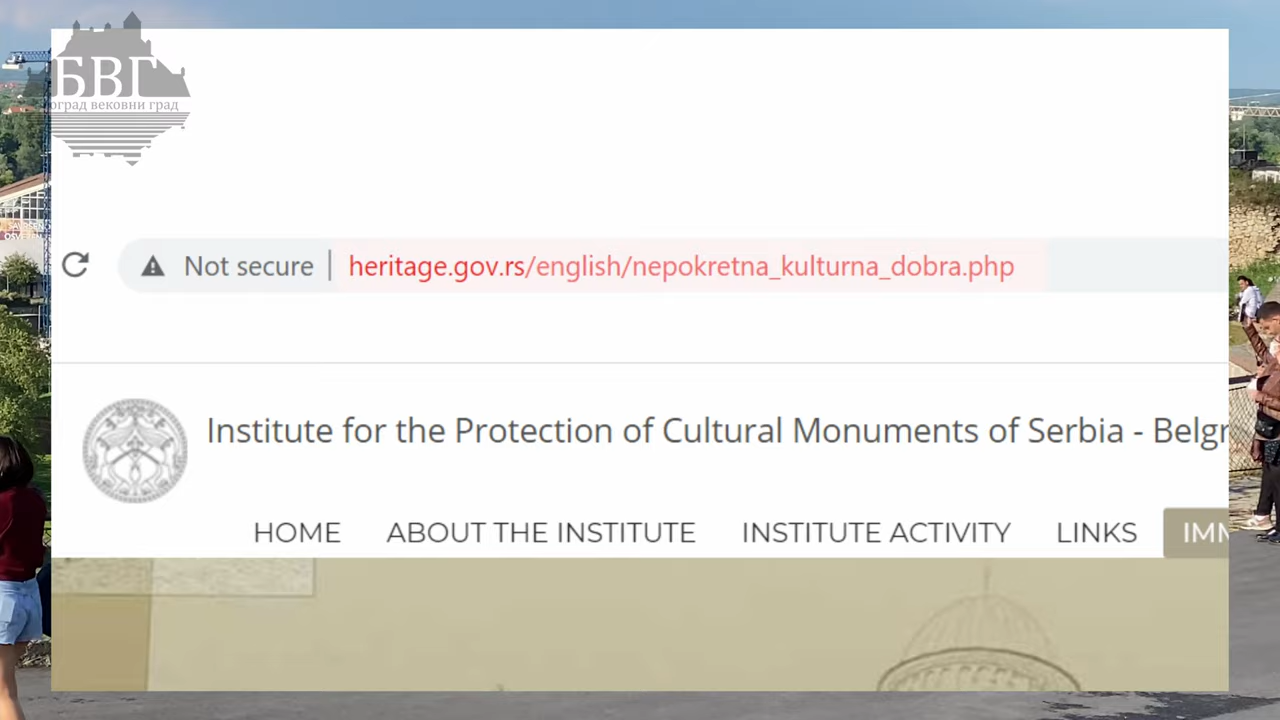 БВГ
оград вековни град
Not secure
heritage.gov.rs/english/nepokretna_kulturna_dobra.php
Institute for the Protection of Cultural Monuments of Serbia - Belgr
HOME ABOUT THE INSTITUTE INSTITUTE ACTIVITY LINKS IMM